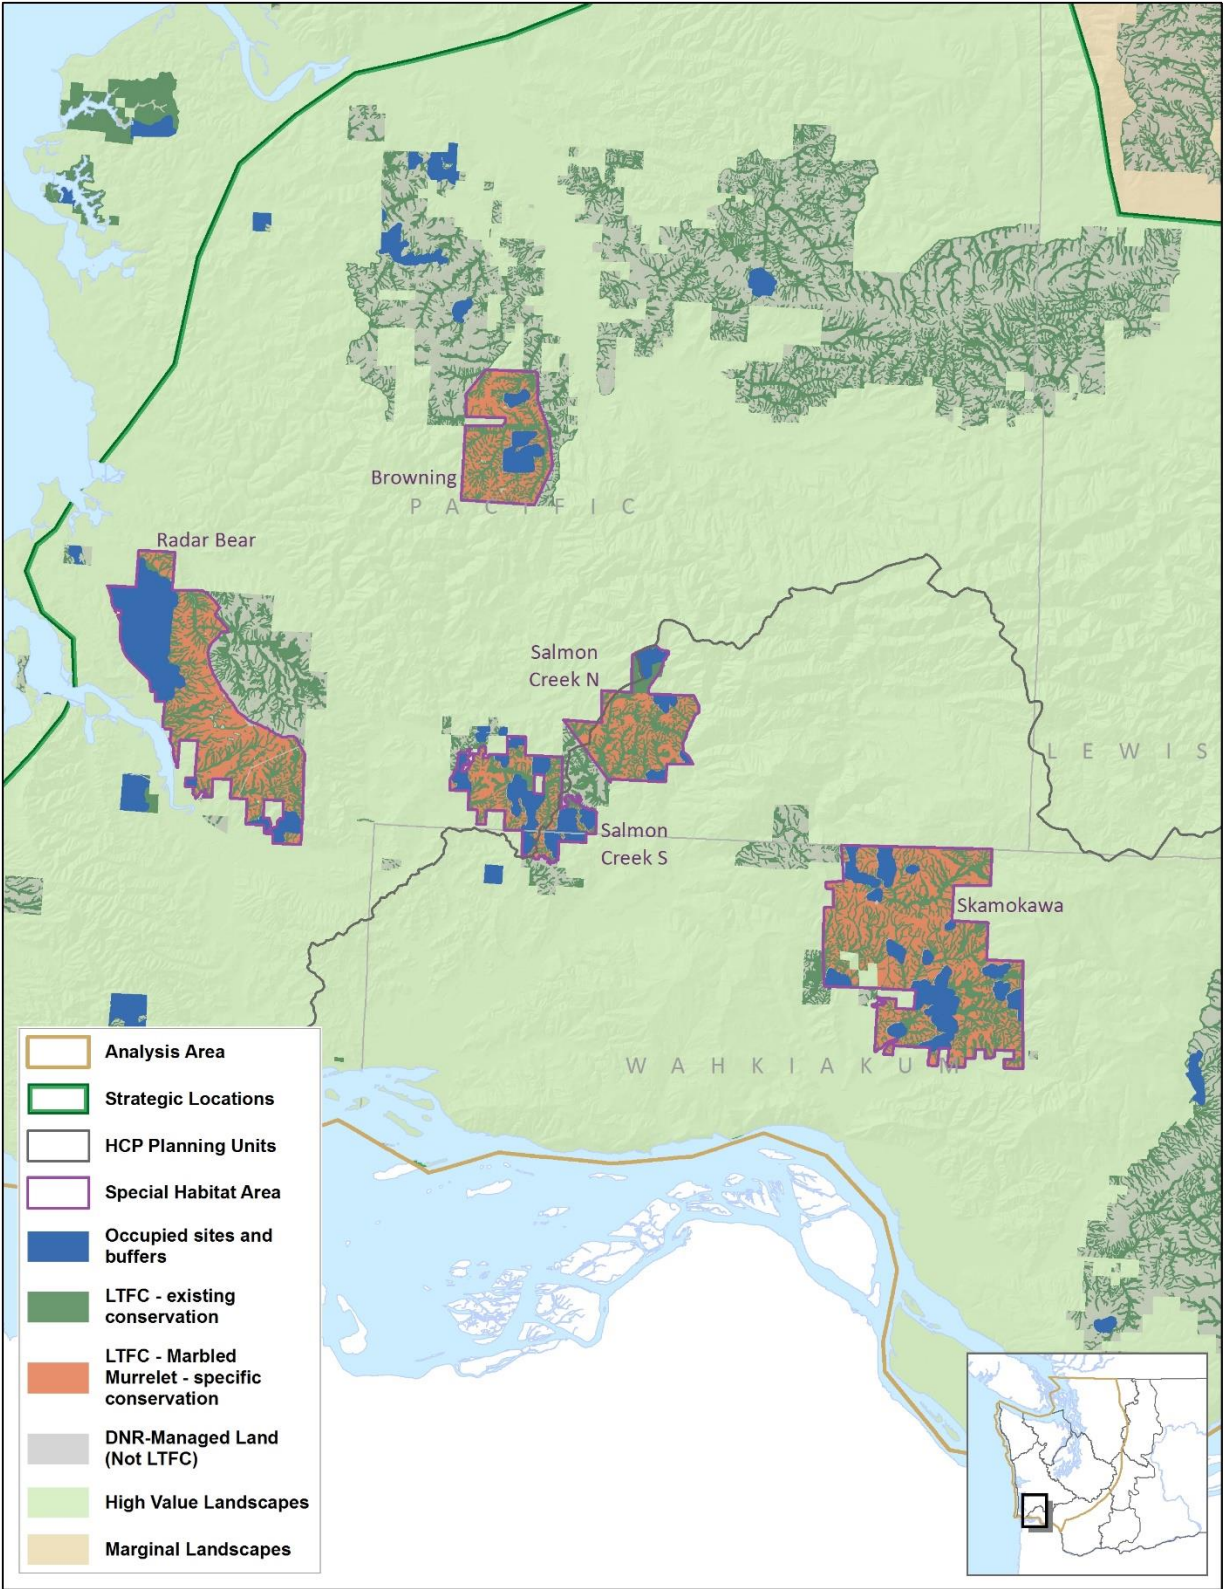 Browning
P A C I F I C
Radar Bear
Salmon
Creek N
L E W I S
Salmon
Creek S
Skamokawa
W A H K I A K U M
Analysis Area
Strategic Locations
HCP Planning Units
Special Habitat Area
Occupied sites and
buffers
LTFC - existing
conservation
LTFC - Marbled
Murrelet - specific
conservation
DNR-Managed Land
(Not LTFC)
High Value Landscapes
Marginal Landscapes